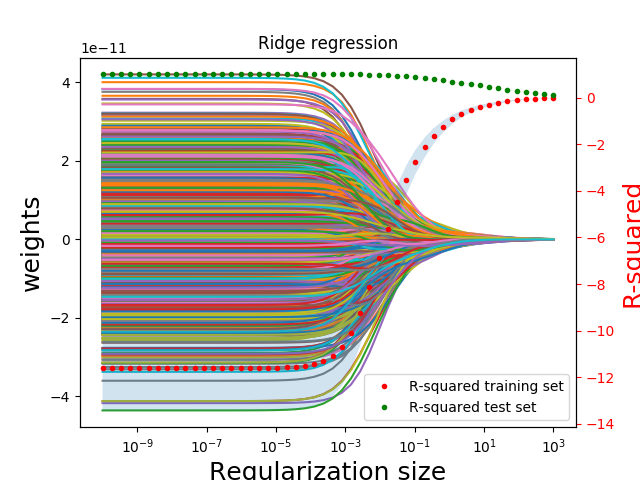 Ridge regression
1e−11
4
2
0
−2
−4
weights
0
−2
−4
−6
−8
−10
−12
−14
R-squared
R-squared training set
R-squared test set
10⁻⁹
10⁻⁷
10⁻⁵
10⁻³
10⁻¹
10¹
10³
Regularization size